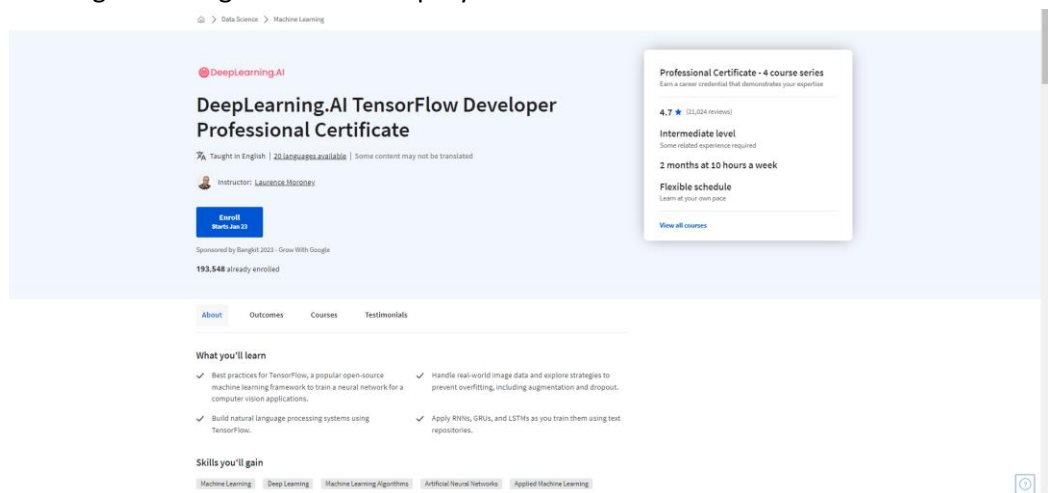 Data Science > Machine Learning
DeepLearning.AI
DeepLearning.AI TensorFlow Developer
Professional Certificate
Taught in English | 20 languages available | Some content may not be translated
Instructor: Laurence Moroney
Enroll
Starts Jan 23
Sponsored by Bangkit 2023 - Grow With Google
193,548 already enrolled
Professional Certificate - 4 course series
Earn a career credential that demonstrates your expertise
4.7 ★ (21,024 reviews)
Intermediate level
Some related experience required
2 months at 10 hours a week
Flexible schedule
Learn at your own pace
View all courses
About Outcomes Courses Testimonials
What you'll learn
Best practices for TensorFlow, a popular open-source
machine learning framework to train a neural network for a
computer vision applications.
Handle real-world image data and explore strategies to
prevent overfitting, including augmentation and dropout.
Build natural language processing systems using
TensorFlow.
Apply RNNs, GRUs, and LSTMs as you train them using text
repositories.
Skills you'll gain
Machine Learning Deep Learning Machine Learning Algorithms Artificial Neural Networks Applied Machine Learning